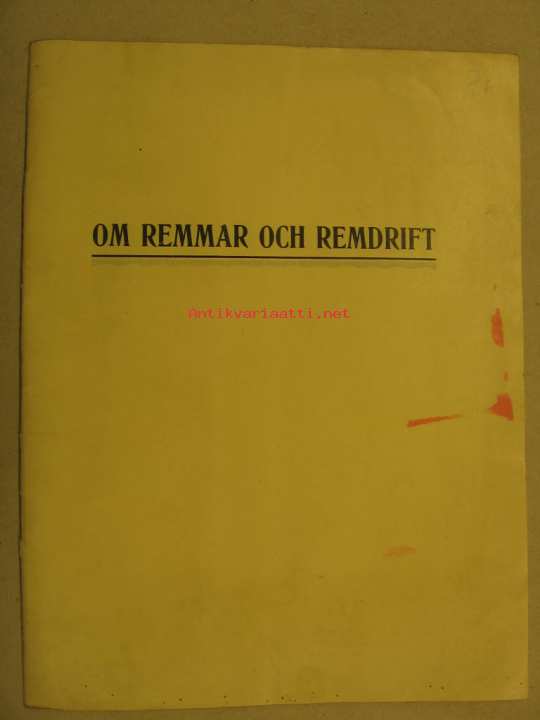 OM REMMAR OCH REMDRIFT
Antikvariaatti.net